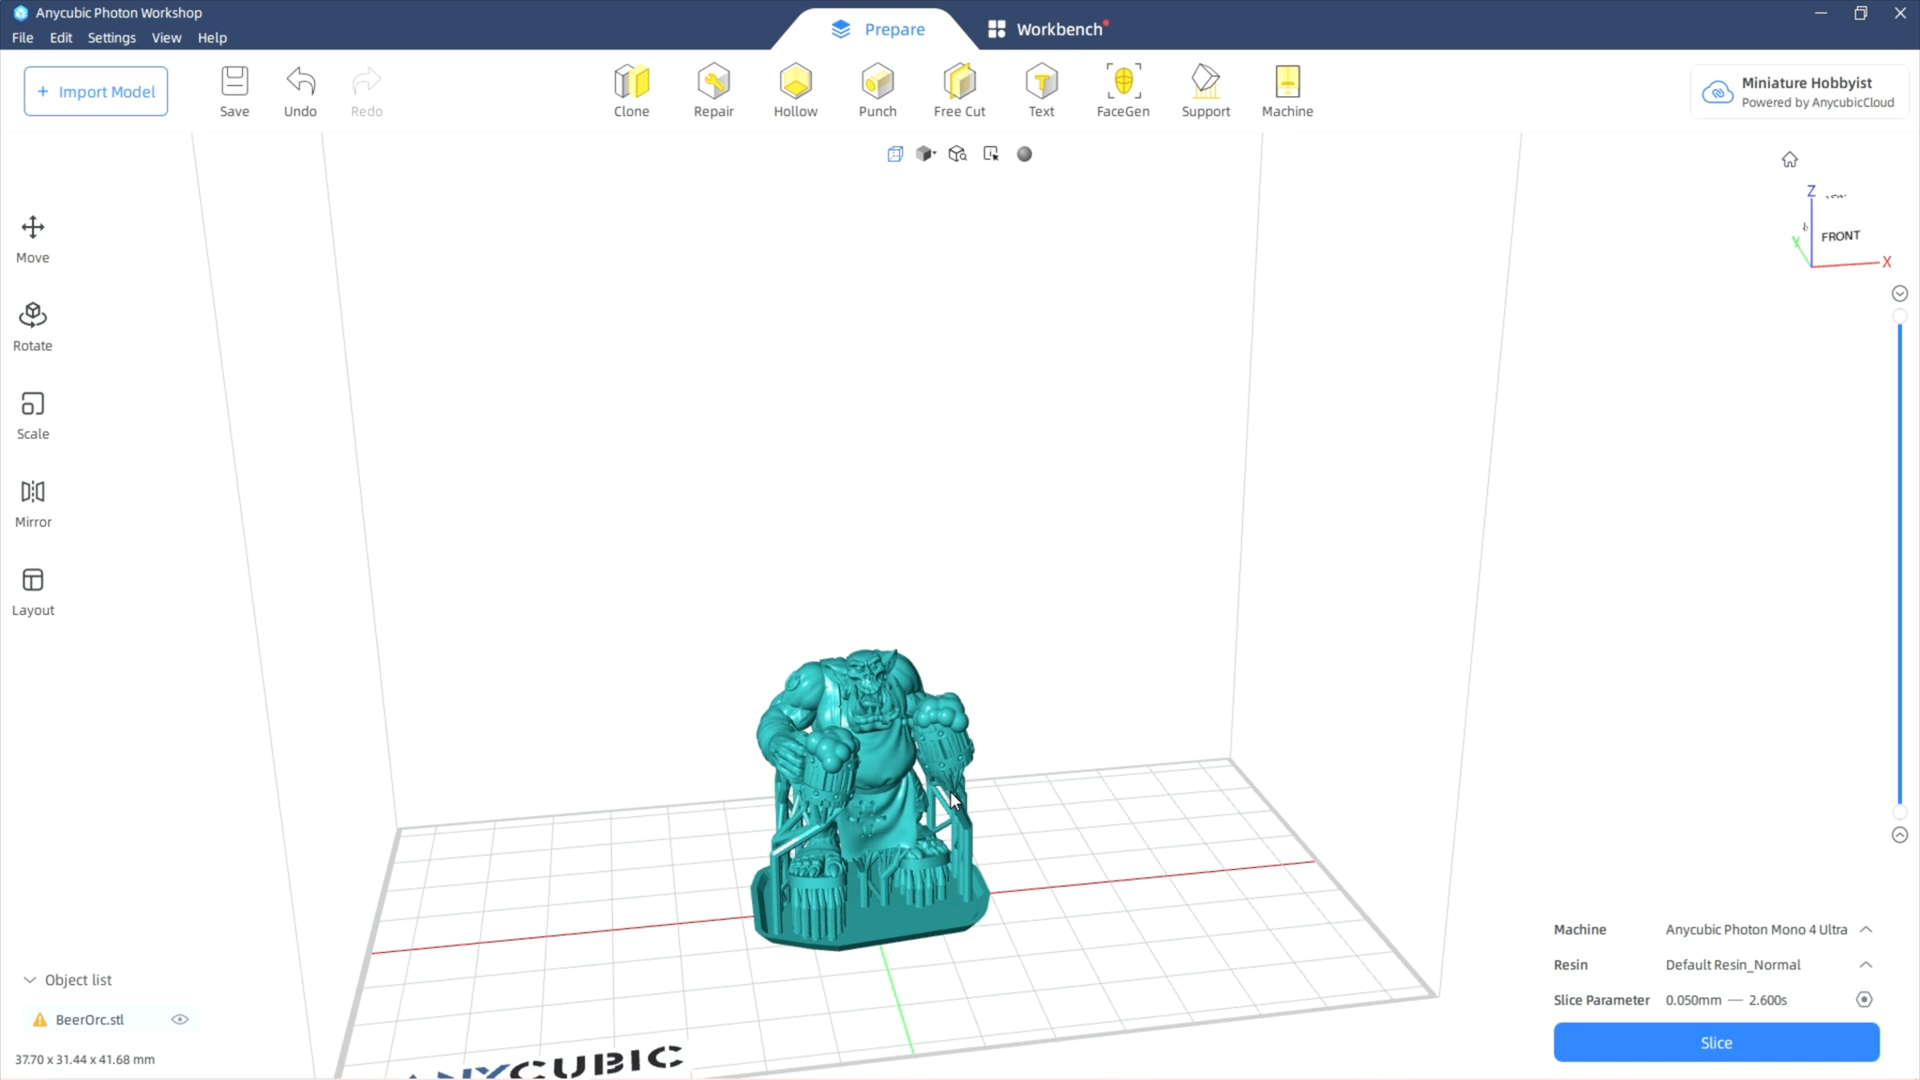 Anycubic Photon Workshop
File Edit Settings View Help
Prepare
Workbench
+ Import Model
Save
Undo
Redo
Clone
Repair
Hollow
Punch
Free Cut
Text
FaceGen
Support
Machine
Miniature Hobbyist
Powered by AnycubicCloud
Move
Rotate
Scale
Mirror
Layout
Z
FRONT
Y
X
Machine Anycubic Photon Mono 4 Ultra
Resin Default Resin_Normal
Slice Parameter 0.050mm — 2.600s
Slice
Object list
BeerOrc.stl
37.70 x 31.44 x 41.68 mm
ANYCUBIC